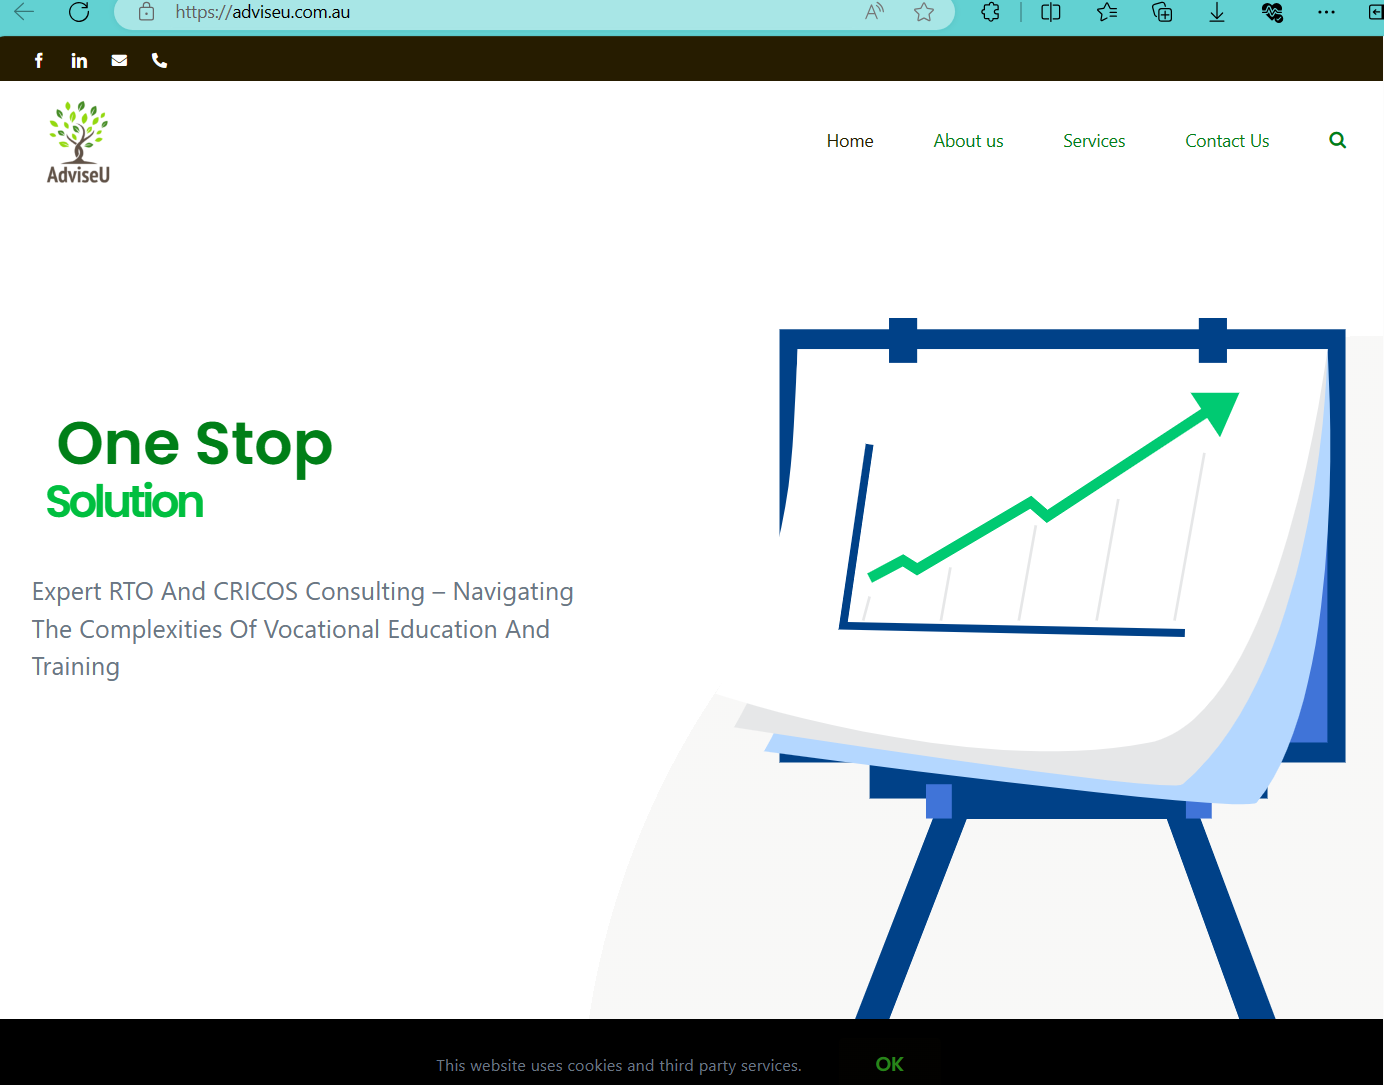 https://adviseu.com.au
AdviseU
Home About us Services Contact Us
One Stop
Solution
Expert RTO And CRICOS Consulting – Navigating
The Complexities Of Vocational Education And
Training
This website uses cookies and third party services. OK